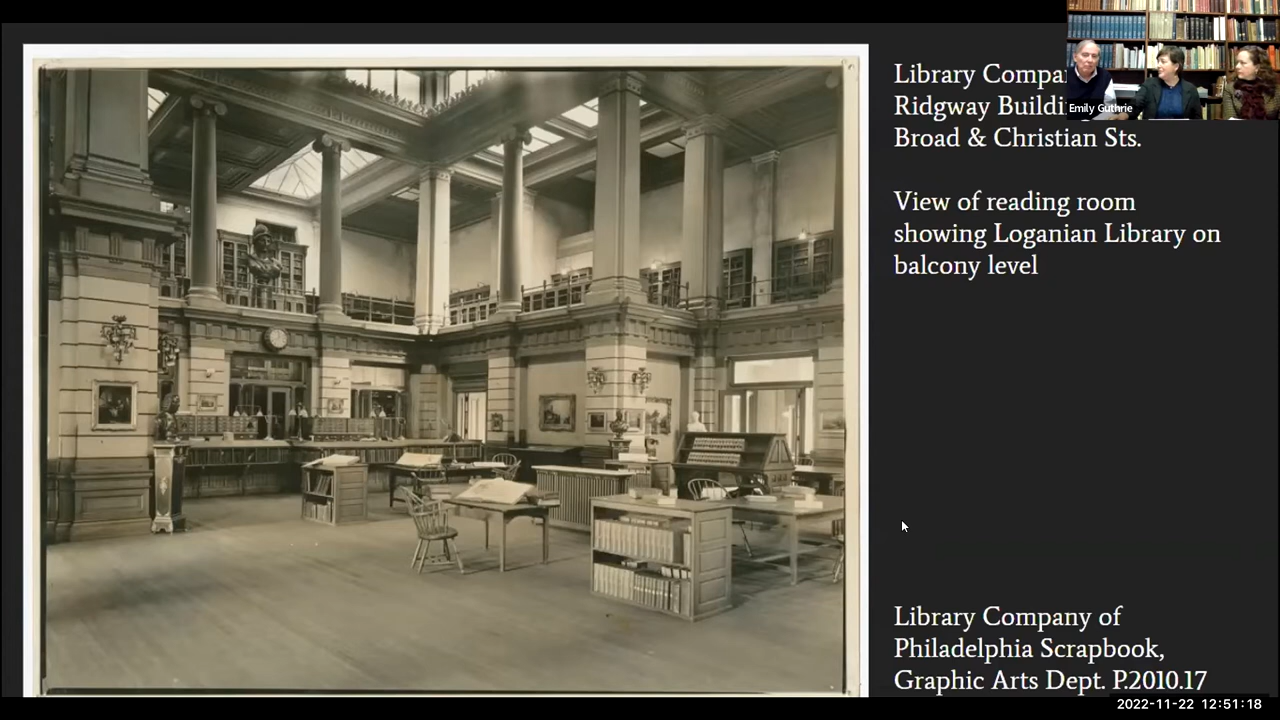 Library Compa
Ridgway Buildi
Broad & Christian Sts.
View of reading room
showing Loganian Library on
balcony level
Library Company of
Philadelphia Scrapbook,
Graphic Arts Dept. P.2010.17
Emily Guthrie
2022-11-22 12:51:18